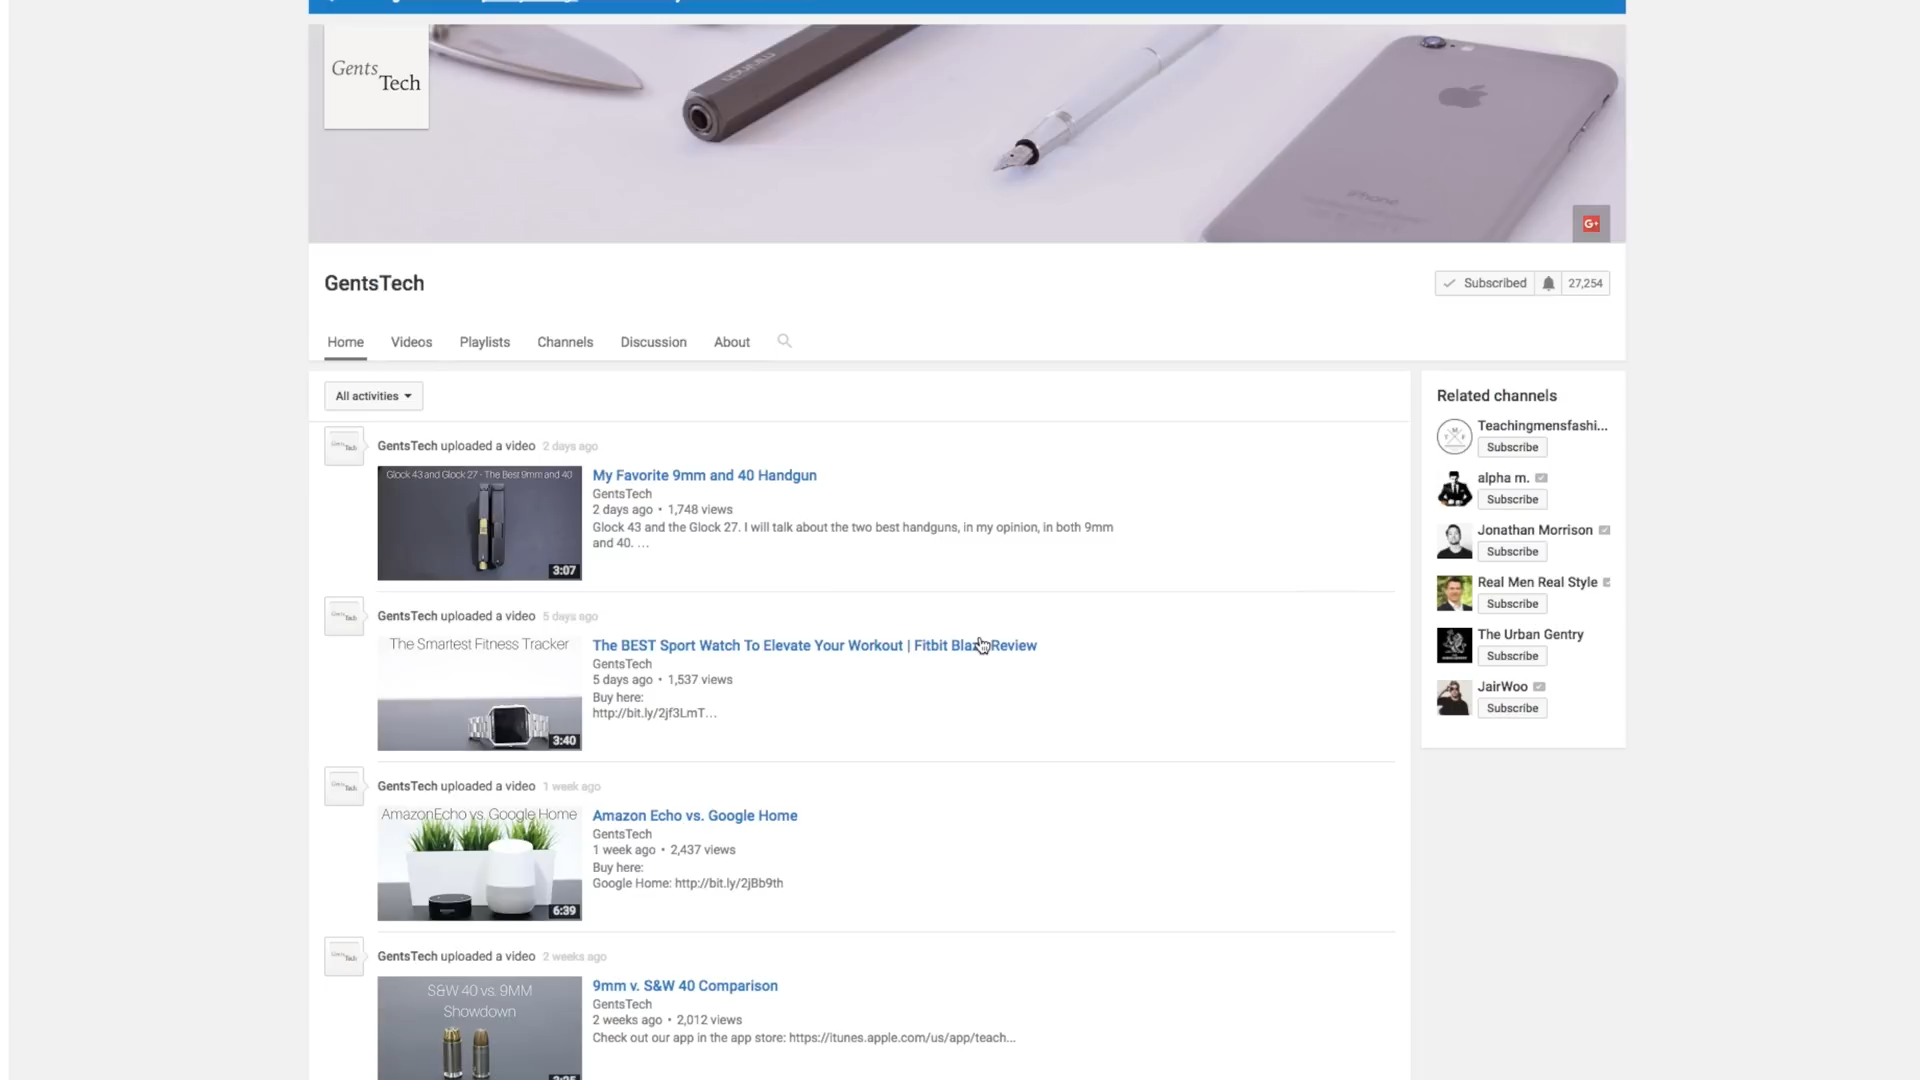 Gents
Tech
iPhone
GentsTech
Subscribed
27,254
Home
Videos
Playlists
Channels
Discussion
About
All activities
GentsTech uploaded a video 2 days ago
Glock 43 and Glock 27 - The Best 9mm and 40
3:07
My Favorite 9mm and 40 Handgun
GentsTech
2 days ago • 1,748 views
Glock 43 and the Glock 27. I will talk about the two best handguns, in my opinion, in both 9mm
and 40. ...
GentsTech uploaded a video 5 days ago
The Smartest Fitness Tracker
3:40
The BEST Sport Watch To Elevate Your Workout | Fitbit Review
GentsTech
5 days ago • 1,537 views
Buy here:
http://bit.ly/2jf3LmT...
GentsTech uploaded a video 1 week ago
AmazonEcho vs. Google Home
6:39
Amazon Echo vs. Google Home
GentsTech
1 week ago • 2,437 views
Buy here:
Google Home: http://bit.ly/2jBb9th
GentsTech uploaded a video 2 weeks ago
S&W 40 vs. 9MM
Showdown
9mm v. S&W 40 Comparison
GentsTech
2 weeks ago • 2,012 views
Check out our app in the app store: https://itunes.apple.com/us/app/teach...
Related channels
Teachingmensfashi...
Subscribe
alpha m.
Subscribe
Jonathan Morrison
Subscribe
Real Men Real Style
Subscribe
The Urban Gentry
Subscribe
JairWoo
Subscribe
G+